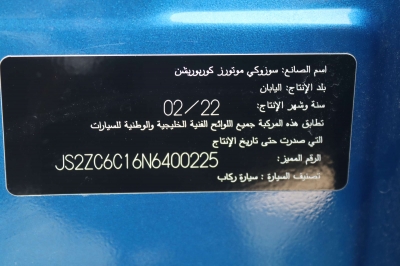 اسم الصانع: سوزوكي موتورز كوربوريشن
بلد الإنتاج: اليابان
سنة وشهر الإنتاج: 02/22
تطابق هذه المركبة جميع اللوائح الفنية الخليجية والوطنية للسيارات
التي صدرت حتى تاريخ الإنتاج
الرقم المميز: JS2ZC6C16N6400225
تصنيف السيارة : سيارة ركاب